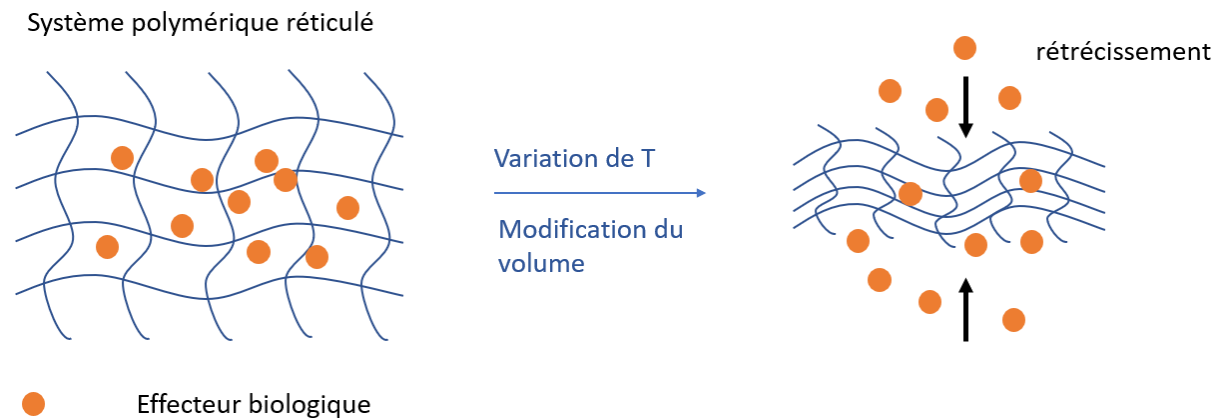 Système polymérique réticulé
rétrécissement
Variation de T
Modification du
volume
Effecteur biologique